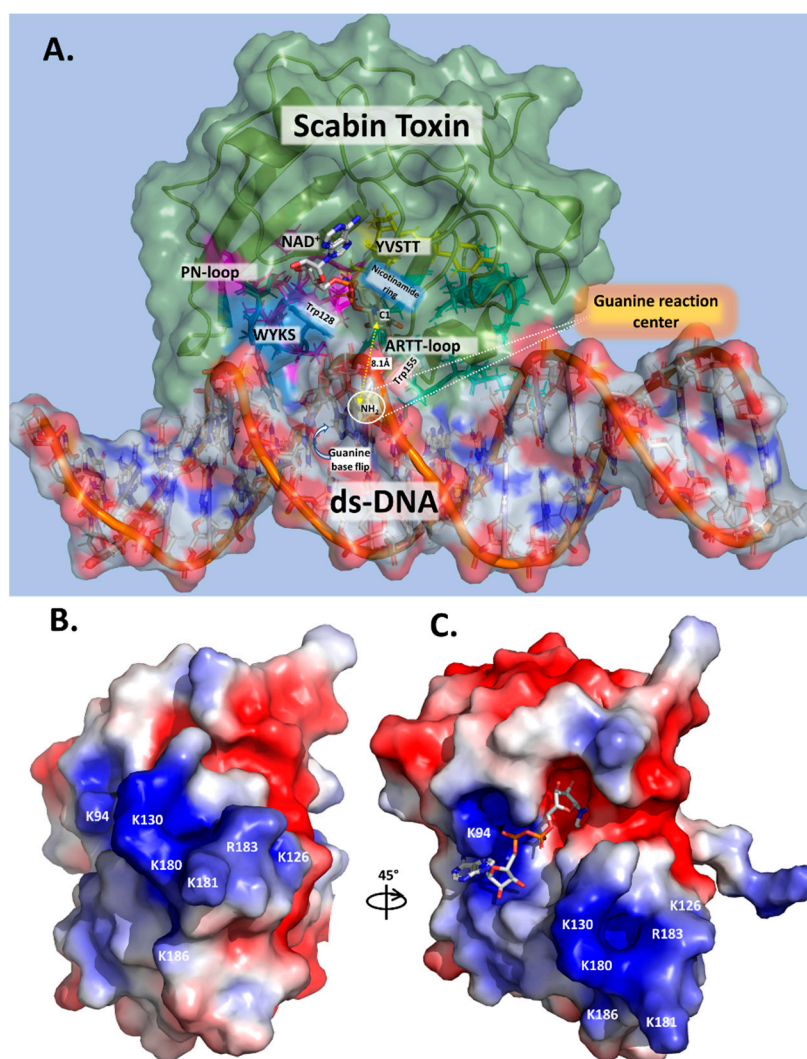 A.
Scabin Toxin
NAD+
YVSTT
PN-loop
Nicotinamide
ring
Trp128
C1
Guanine reaction
center
WYKS
ARTT-loop
8.1Å
Trp155
NH₂
Guanine
base flip
ds-DNA
B.
K94
K130
R183
K180
K126
K181
K186
45°
C.
K94
K126
K130
R183
K180
K186
K181